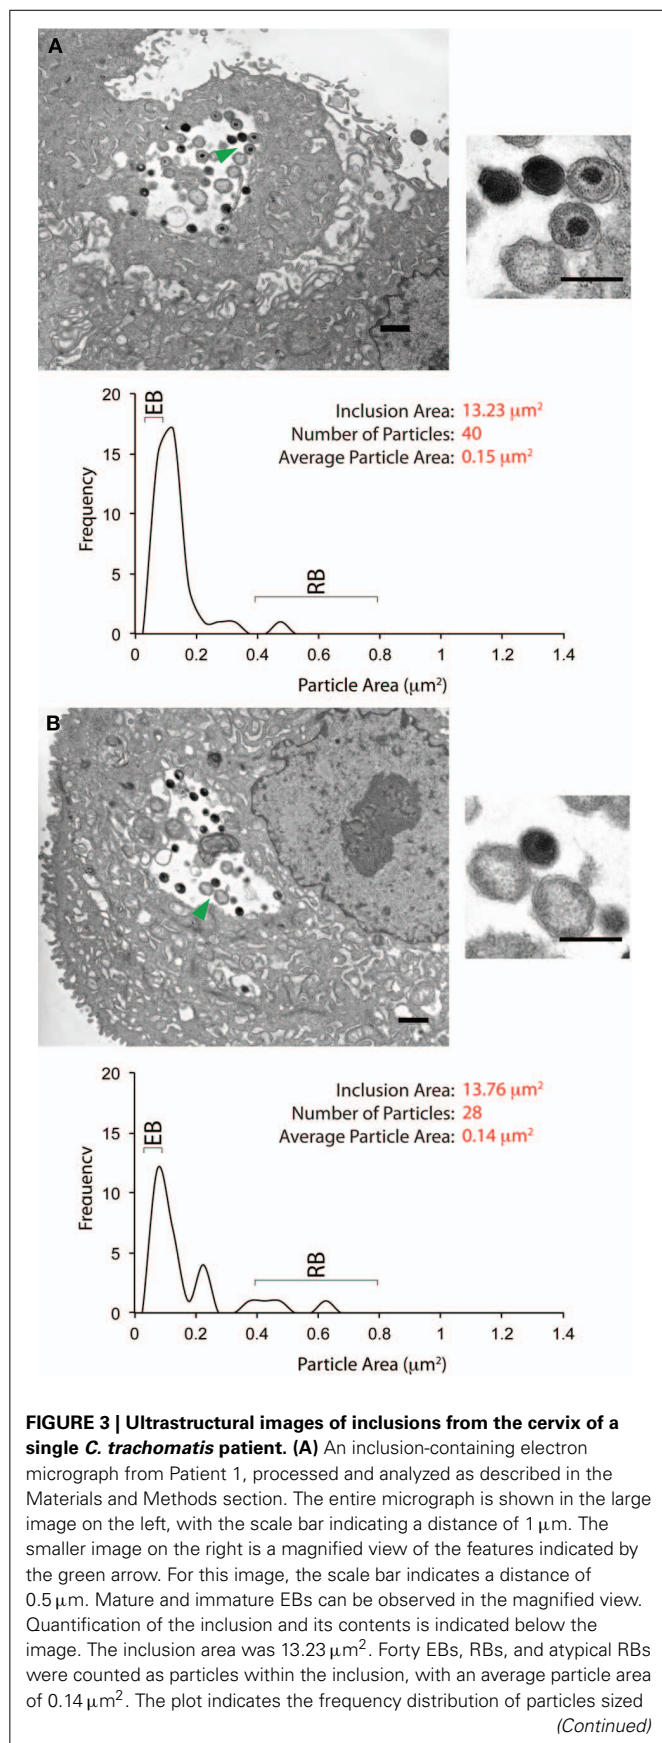 A
20
15
10
5
0
Frequency
EB
Inclusion Area: 13.23 μm²
Number of Particles: 40
Average Particle Area: 0.15 μm²
RB
0 0.2 0.4 0.6 0.8 1 1.2 1.4
Particle Area (μm²)
B
20
15
10
5
0
Frequency
EB
Inclusion Area: 13.76 μm²
Number of Particles: 28
Average Particle Area: 0.14 μm²
RB
0 0.2 0.4 0.6 0.8 1 1.2 1.4
Particle Area (μm²)
FIGURE 3 | Ultrastructural images of inclusions from the cervix of a
single C. trachomatis patient. (A) An inclusion-containing electron
micrograph from Patient 1, processed and analyzed as described in the
Materials and Methods section. The entire micrograph is shown in the large
image on the left, with the scale bar indicating a distance of 1 μm. The
smaller image on the right is a magnified view of the features indicated by
the green arrow. For this image, the scale bar indicates a distance of
0.5 μm. Mature and immature EBs can be observed in the magnified view.
Quantification of the inclusion and its contents is indicated below the
image. The inclusion area was 13.23 μm². Forty EBs, RBs, and atypical RBs
were counted as particles within the inclusion, with an average particle area
of 0.14 μm². The plot indicates the frequency distribution of particles sized
(Continued)